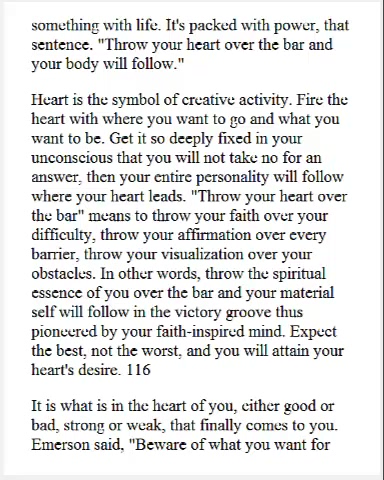 something with life. It's packed with power, that
sentence. "Throw your heart over the bar and
your body will follow."
Heart is the symbol of creative activity. Fire the
heart with where you want to go and what you
want to be. Get it so deeply fixed in your
unconscious that you will not take no for an
answer, then your entire personality will follow
where your heart leads. "Throw your heart over
the bar" means to throw your faith over your
difficulty, throw your affirmation over every
barrier, throw your visualization over your
obstacles. In other words, throw the spiritual
essence of you over the bar and your material
self will follow in the victory groove thus
pioneered by your faith-inspired mind. Expect
the best, not the worst, and you will attain your
heart's desire. 116
It is what is in the heart of you, either good or
bad, strong or weak, that finally comes to you.
Emerson said, "Beware of what you want for